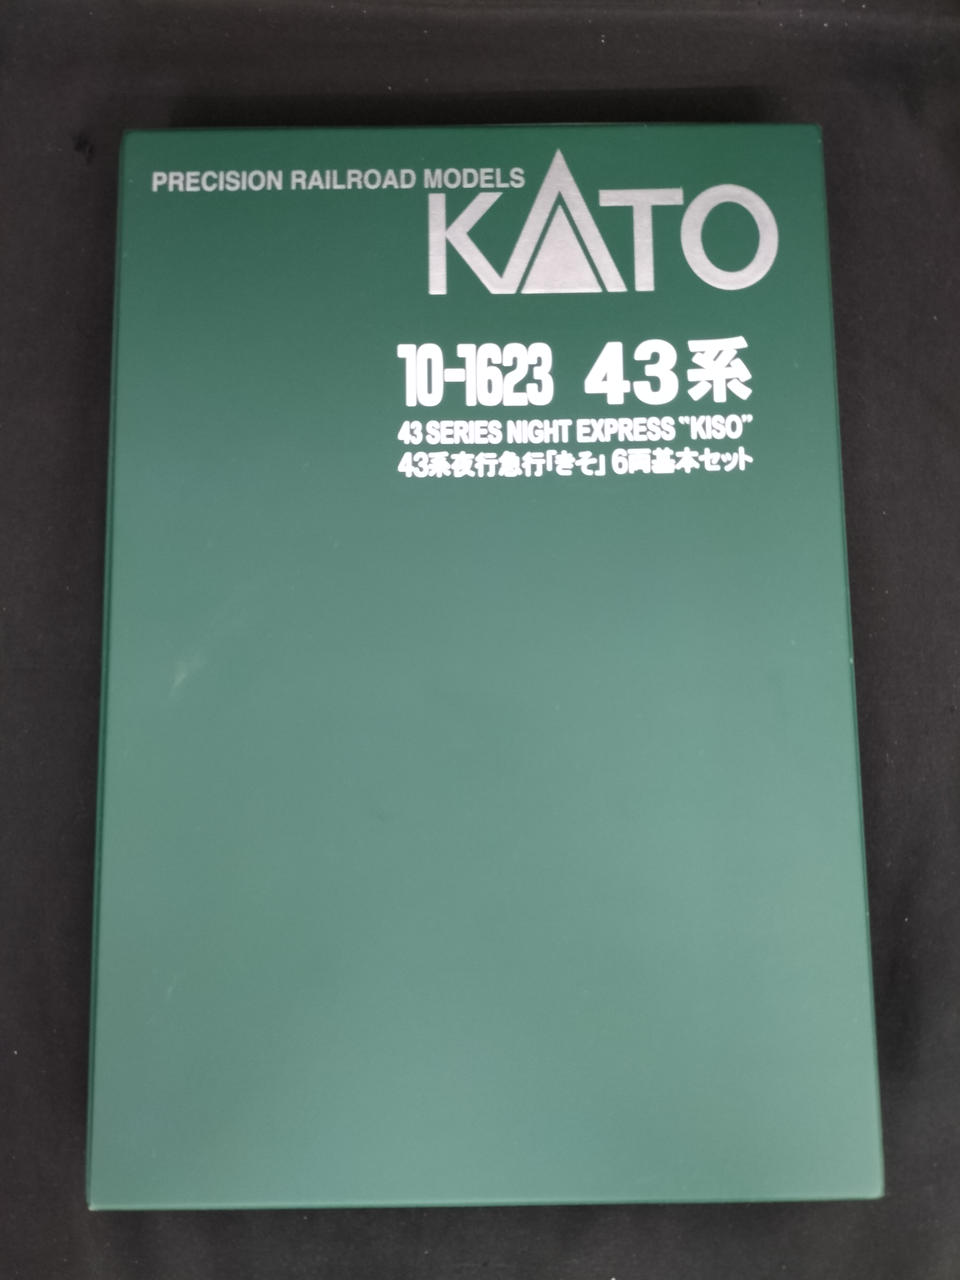 PRECISION RAILROAD MODELS
KATO
10-1623 43系
43 SERIES NIGHT EXPRESS "KISO"
43系夜行急行「きそ」6両基本セット